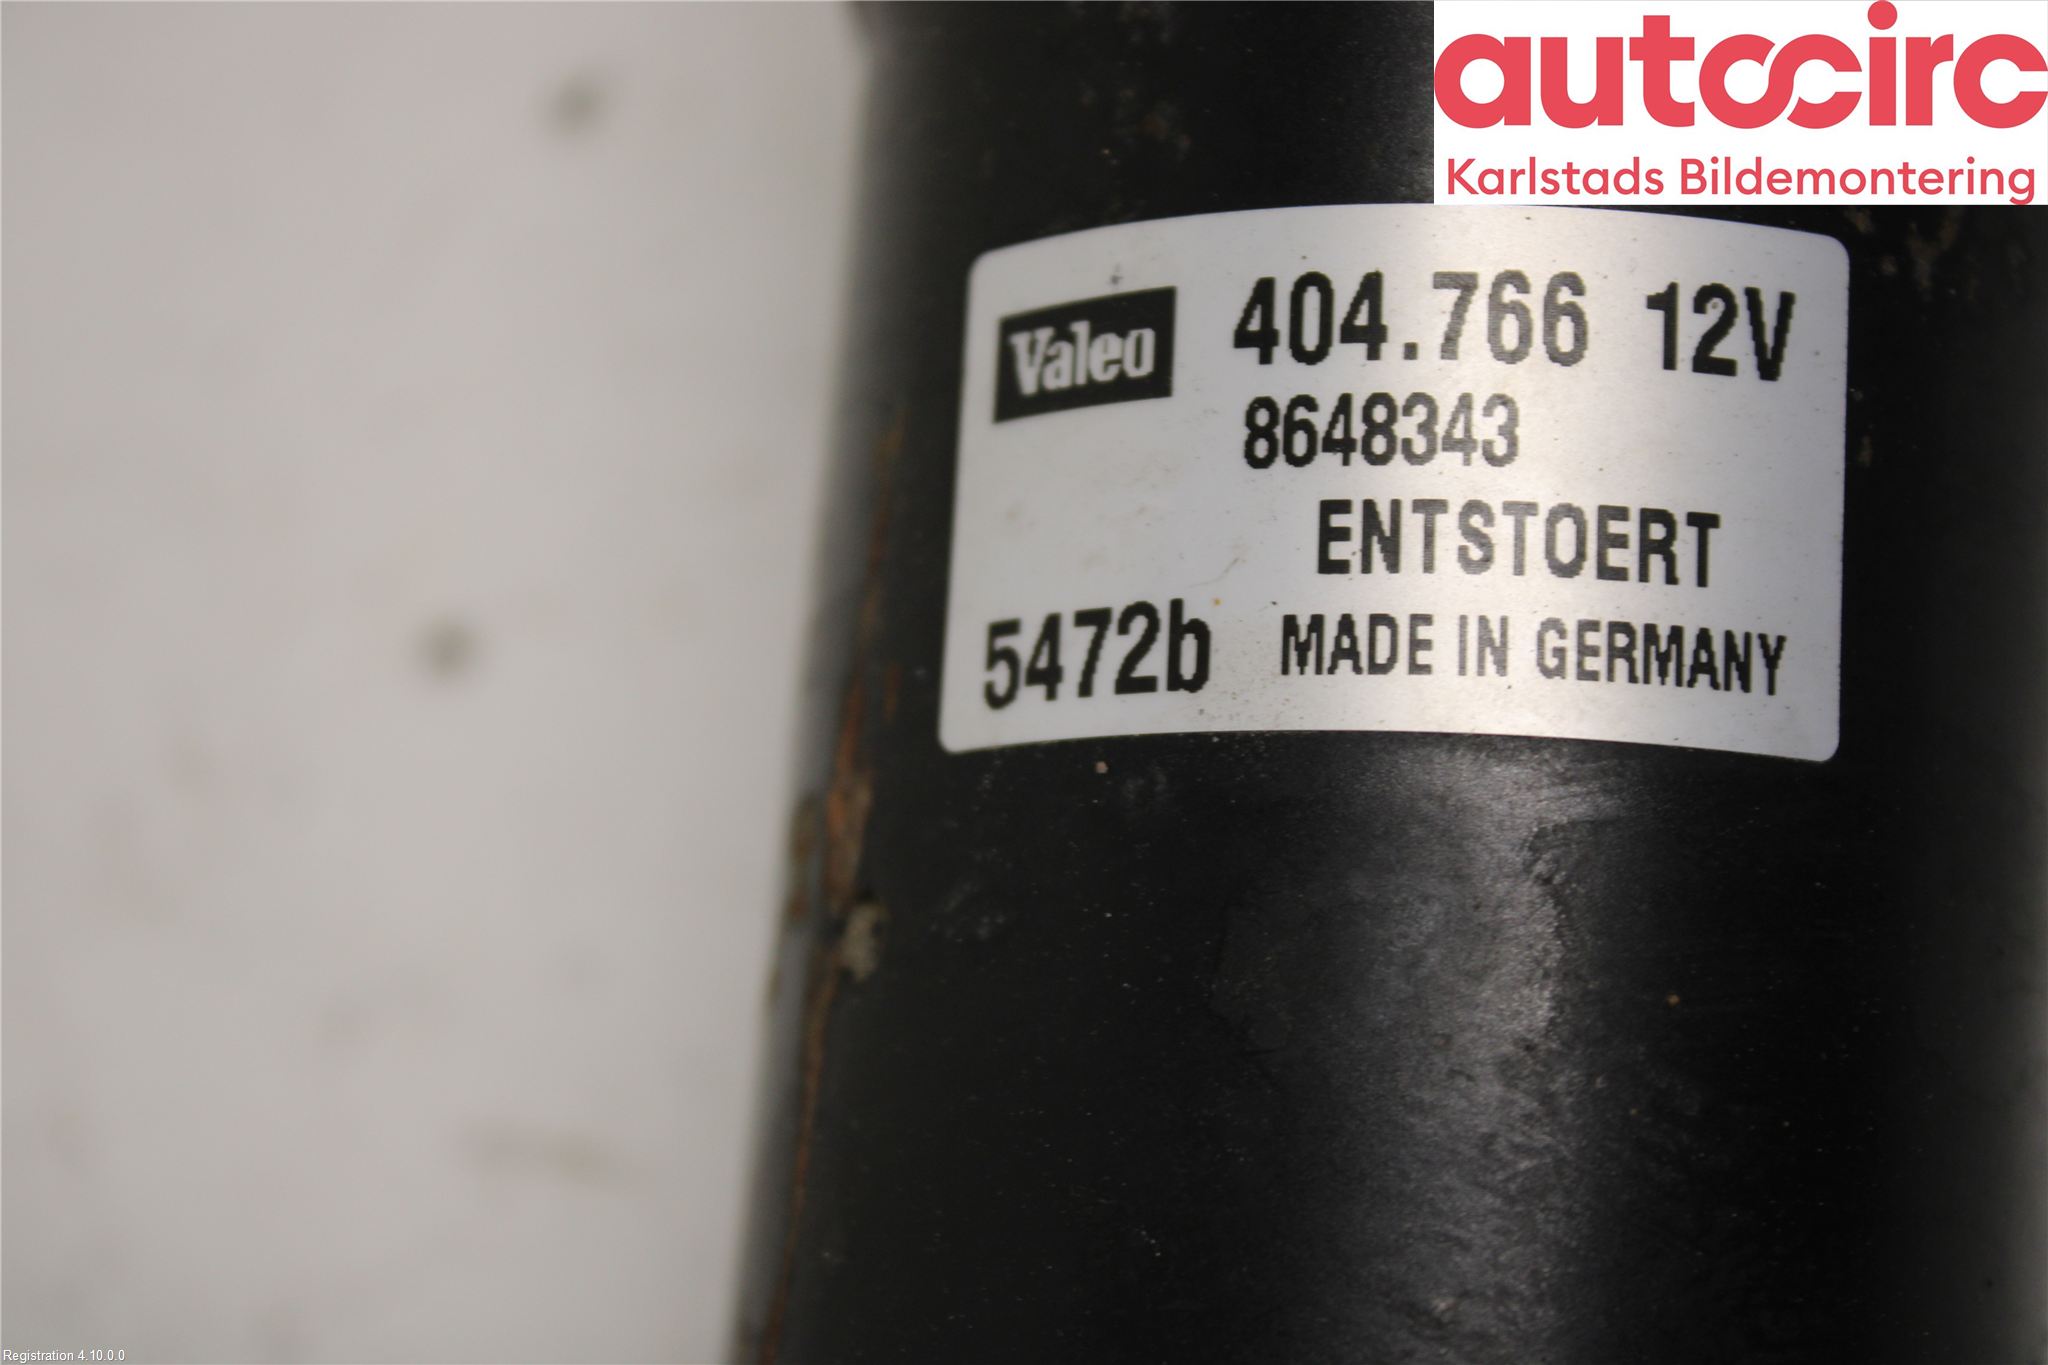 autocirc
Karlstads Bildemontering
Valeo 404.766 12V
8648343
ENTSTOERT
5472b MADE IN GERMANY
Registration 4.10.0.0